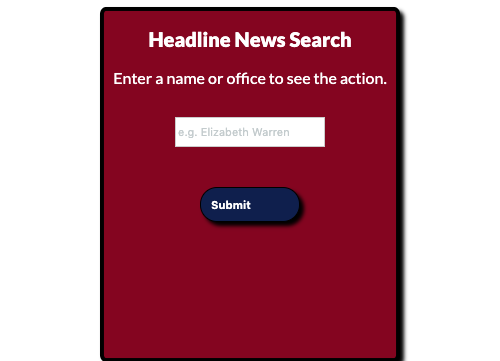 Headline News Search
Enter a name or office to see the action.
e.g. Elizabeth Warren
Submit